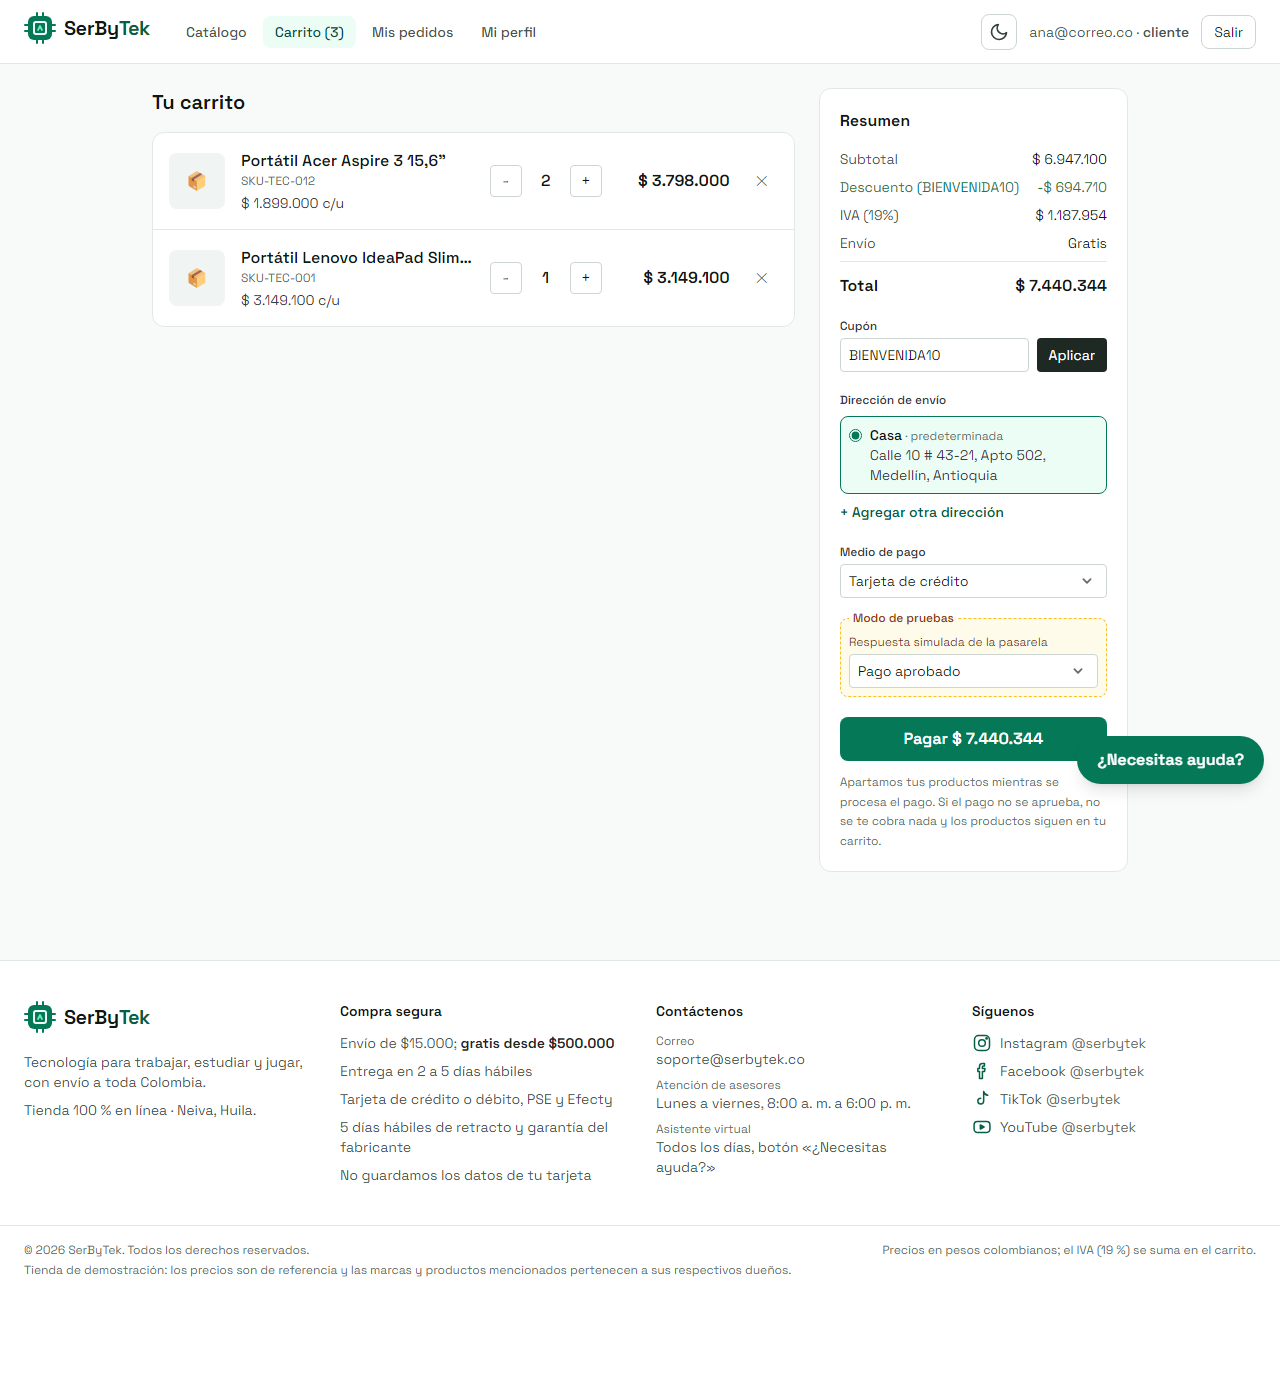 SerByTek
Catálogo
Carrito (3)
Mis pedidos
Mi perfil
ana@correo.co · cliente
Salir
Tu carrito
Portátil Acer Aspire 3 15,6”
SKU-TEC-012
$ 1.899.000 c/u
-
2
+
$ 3.798.000
Portátil Lenovo IdeaPad Slim...
SKU-TEC-001
$ 3.149.100 c/u
-
1
+
$ 3.149.100
Resumen
Subtotal $ 6.947.100
Descuento (BIENVENIDA10) -$ 694.710
IVA (19%) $ 1.187.954
Envío Gratis
Total $ 7.440.344
Cupón
BIENVENIDA10
Aplicar
Dirección de envío
Casa · predeterminada
Calle 10 # 43-21, Apto 502,
Medellín, Antioquia
+ Agregar otra dirección
Medio de pago
Tarjeta de crédito
Modo de pruebas
Respuesta simulada de la pasarela
Pago aprobado
Pagar $ 7.440.344
¿Necesitas ayuda?
Apartamos tus productos mientras se
procesa el pago. Si el pago no se aprueba, no
se te cobra nada y los productos siguen en tu
carrito.
SerByTek
Tecnología para trabajar, estudiar y jugar,
con envío a toda Colombia.
Tienda 100 % en línea · Neiva, Huila.
Compra segura
Envío de $15.000; gratis desde $500.000
Entrega en 2 a 5 días hábiles
Tarjeta de crédito o débito, PSE y Efecty
5 días hábiles de retracto y garantía del
fabricante
No guardamos los datos de tu tarjeta
Contáctenos
Correo
soporte@serbytek.co
Atención de asesores
Lunes a viernes, 8:00 a. m. a 6:00 p. m.
Asistente virtual
Todos los días, botón «¿Necesitas
ayuda?»
Síguenos
Instagram @serbytek
Facebook @serbytek
TikTok @serbytek
YouTube @serbytek
© 2026 SerByTek. Todos los derechos reservados.
Precios en pesos colombianos; el IVA (19 %) se suma en el carrito.
Tienda de demostración: los precios son de referencia y las marcas y productos mencionados pertenecen a sus respectivos dueños.